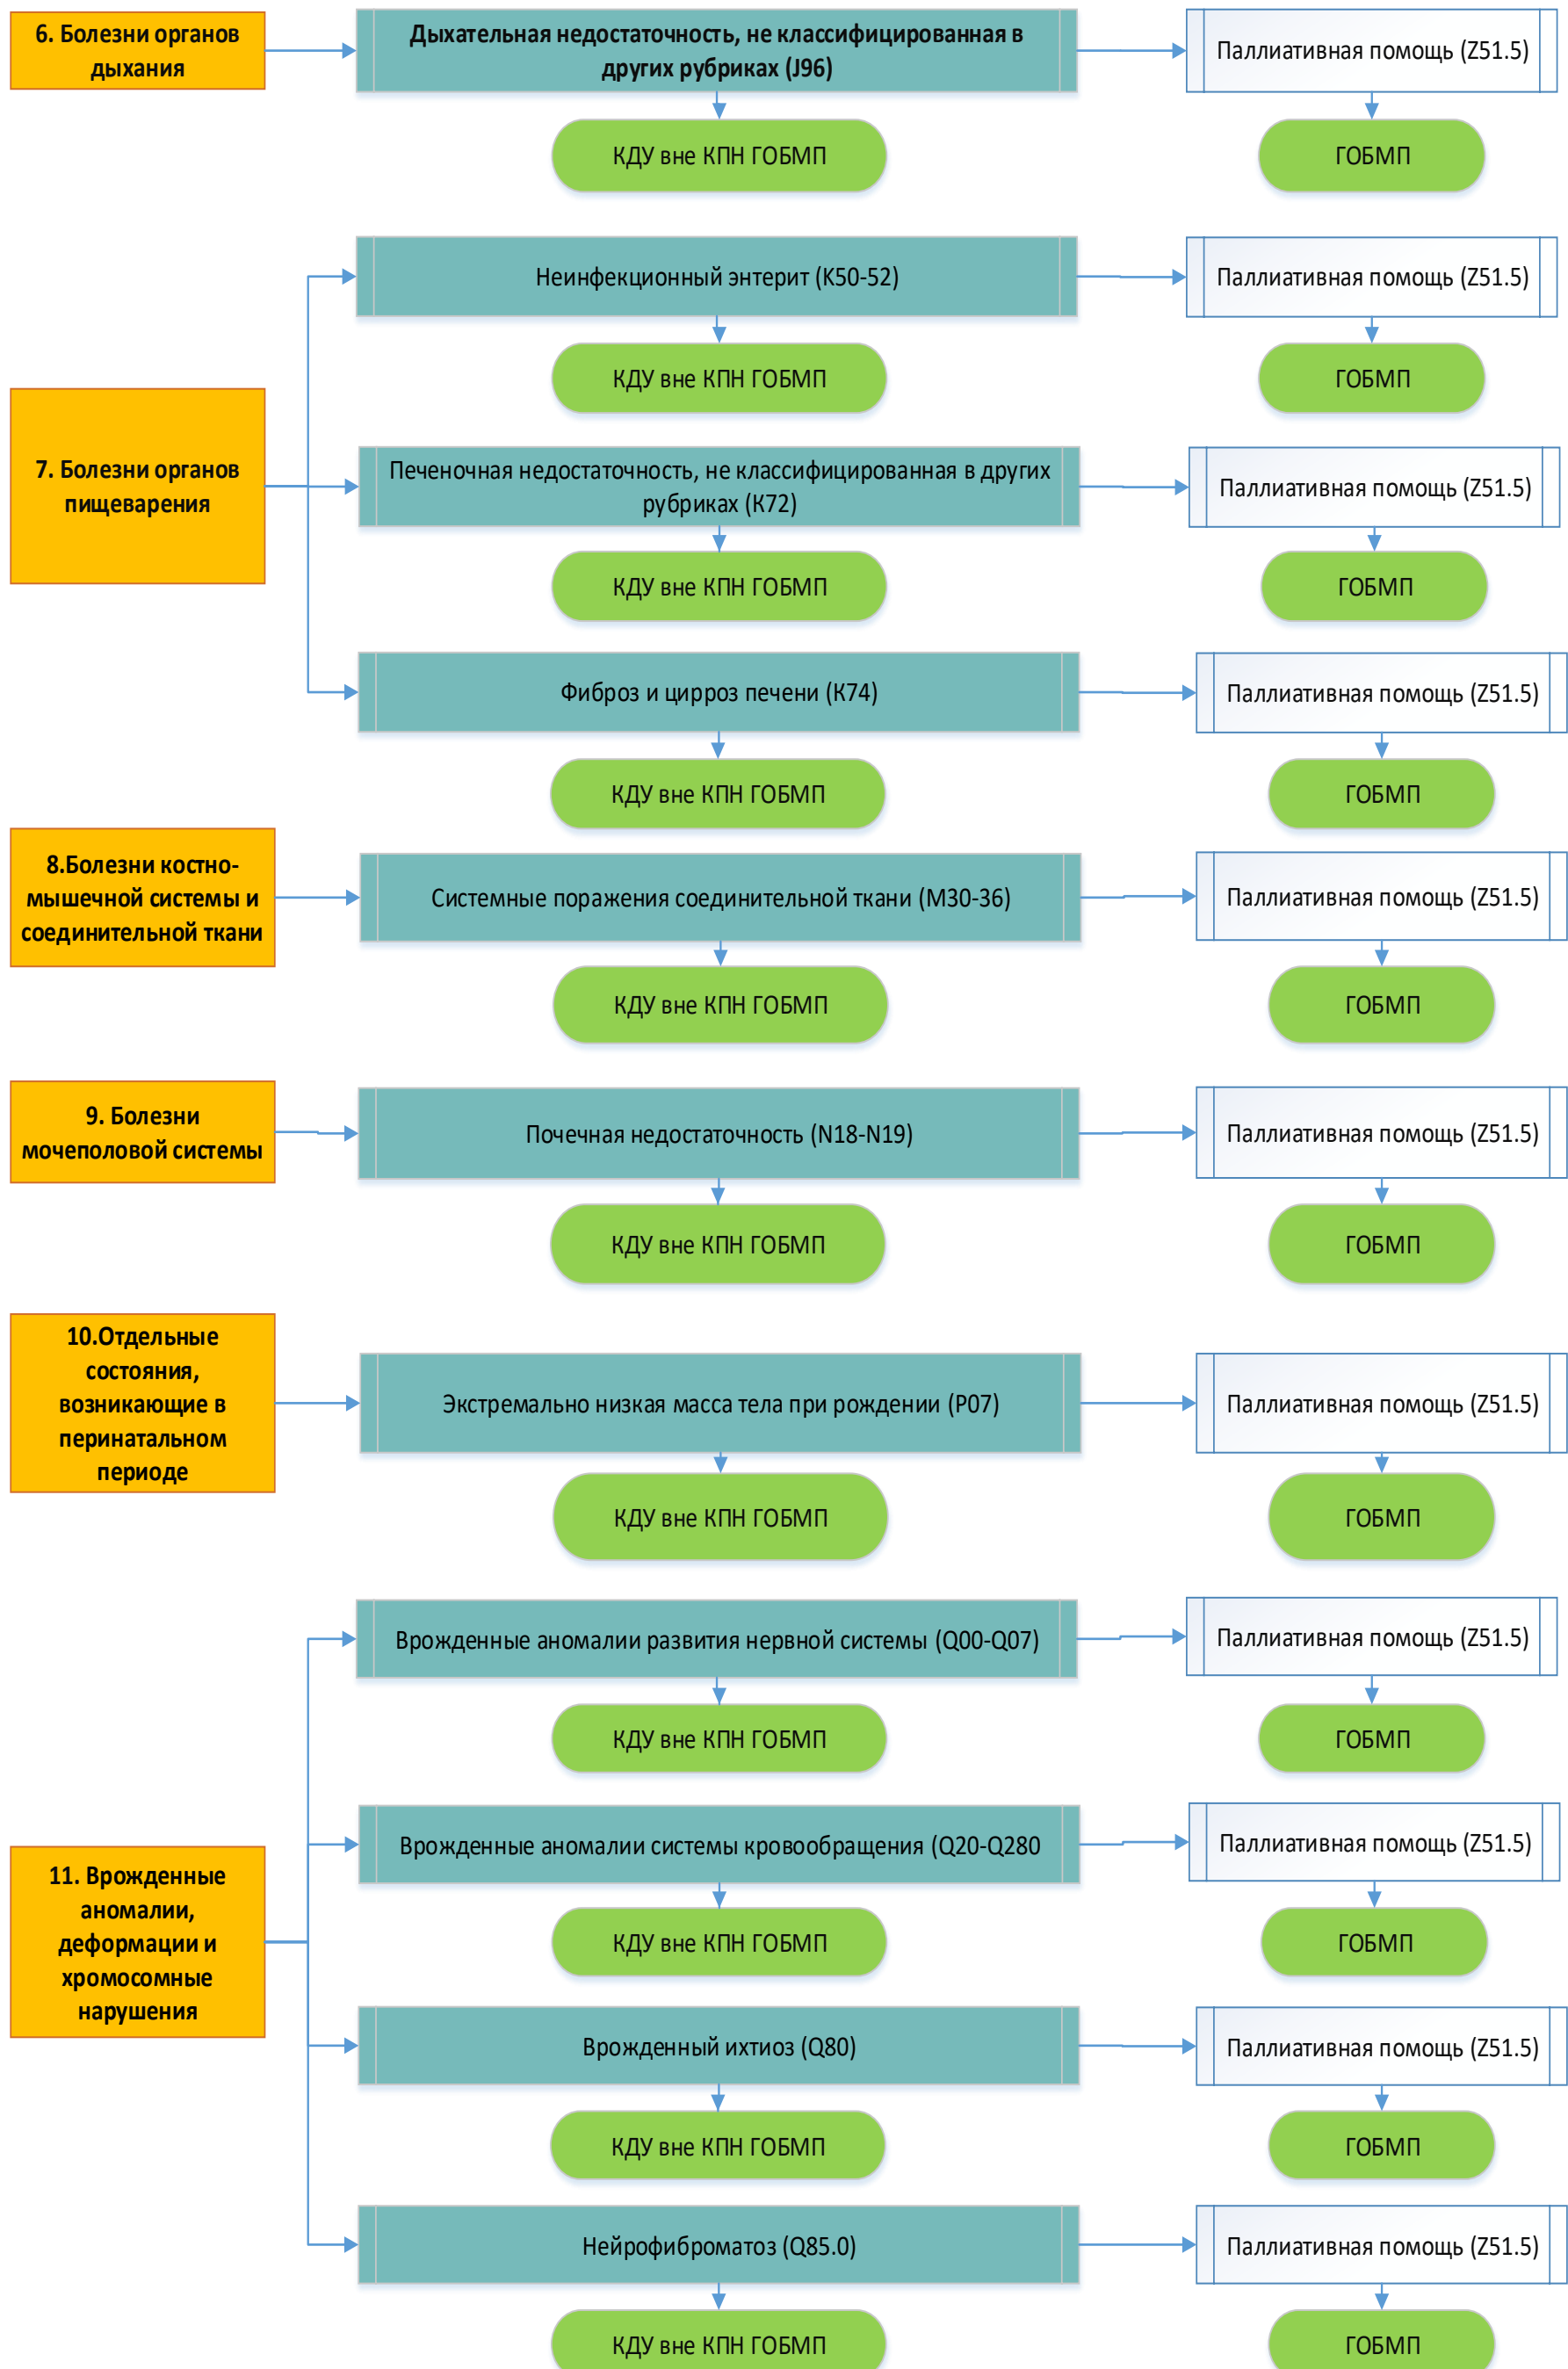 6. Болезни органов
дыхания
Дыхательная недостаточность, не классифицированная в
других рубриках (J96)
Паллиативная помощь (Z51.5)
КДУ вне КПН ГОБМП
ГОБМП
7. Болезни органов
пищеварения
Неинфекционный энтерит (K50-52)
Паллиативная помощь (Z51.5)
КДУ вне КПН ГОБМП
ГОБМП
Печеночная недостаточность, не классифицированная в других
рубриках (K72)
Паллиативная помощь (Z51.5)
КДУ вне КПН ГОБМП
ГОБМП
Фиброз и цирроз печени (K74)
Паллиативная помощь (Z51.5)
КДУ вне КПН ГОБМП
ГОБМП
8.Болезни костно-
мышечной системы и
соединительной ткани
Системные поражения соединительной ткани (M30-36)
Паллиативная помощь (Z51.5)
КДУ вне КПН ГОБМП
ГОБМП
9. Болезни
мочеполовой системы
Почечная недостаточность (N18-N19)
Паллиативная помощь (Z51.5)
КДУ вне КПН ГОБМП
ГОБМП
10.Отдельные
состояния,
возникающие в
перинатальном
периоде
Экстремально низкая масса тела при рождении (P07)
Паллиативная помощь (Z51.5)
КДУ вне КПН ГОБМП
ГОБМП
11. Врожденные
аномалии,
деформации и
хромосомные
нарушения
Врожденные аномалии развития нервной системы (Q00-Q07)
Паллиативная помощь (Z51.5)
КДУ вне КПН ГОБМП
ГОБМП
Врожденные аномалии системы кровообращения (Q20-Q280
Паллиативная помощь (Z51.5)
КДУ вне КПН ГОБМП
ГОБМП
Врожденный ихтиоз (Q80)
Паллиативная помощь (Z51.5)
КДУ вне КПН ГОБМП
ГОБМП
Нейрофиброматоз (Q85.0)
Паллиативная помощь (Z51.5)
КДУ вне КПН ГОБМП
ГОБМП